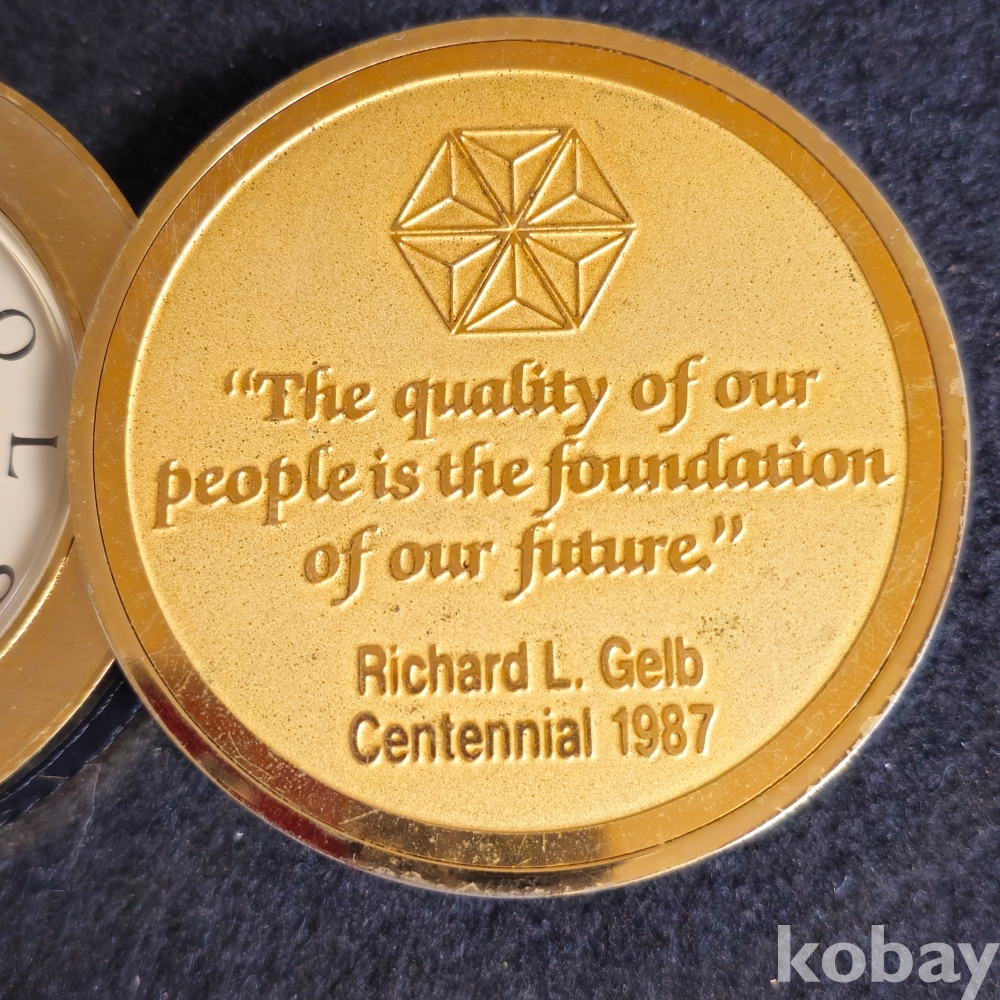 “The quality of our
people is the foundation
of our future.”
Richard L. Gelb
Centennial 1987
O
L
kobay